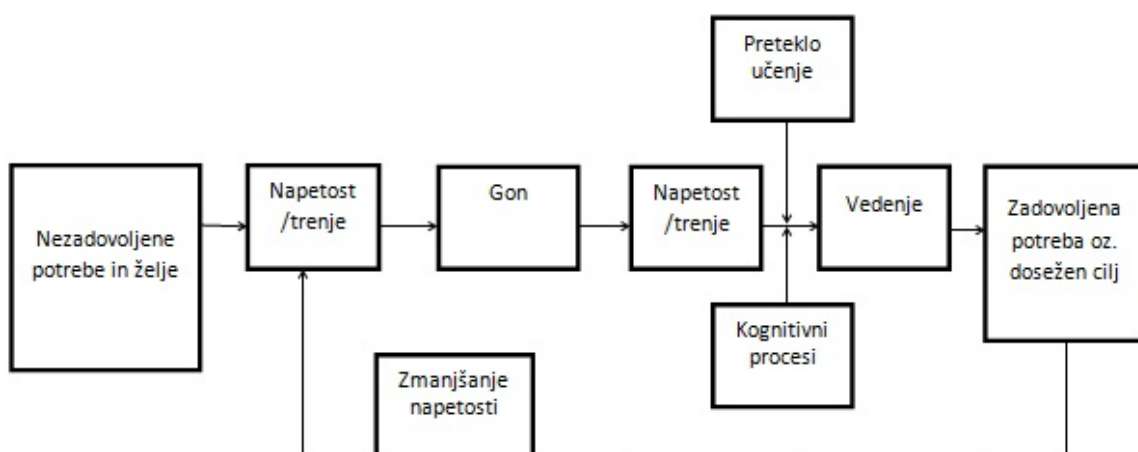 Preteklo
učenje
Nezadovoljene
potrebe in želje
Napetost
/trenje
Gon
Napetost
/trenje
Vedenje
Zadovoljena
potreba oz.
dosežen cilj
Kognitivni
procesi
Zmanjšanje
napetosti